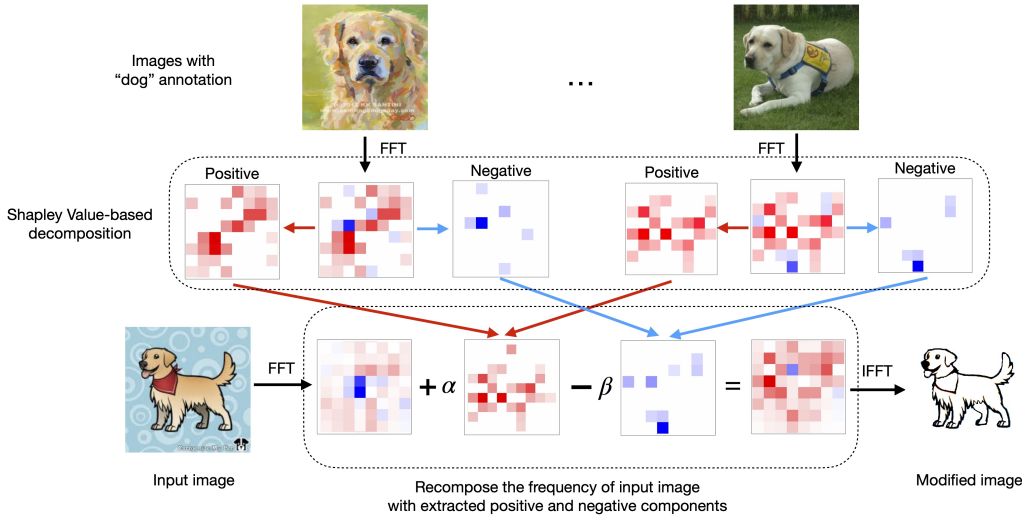 Images with
“dog” annotation
...
FFT
FFT
Positive
Negative
Positive
Negative
Shapley Value-based
decomposition
FFT
+ α
− β
=
IFFT
Input image
Recompose the frequency of input image
with extracted positive and negative components
Modified image